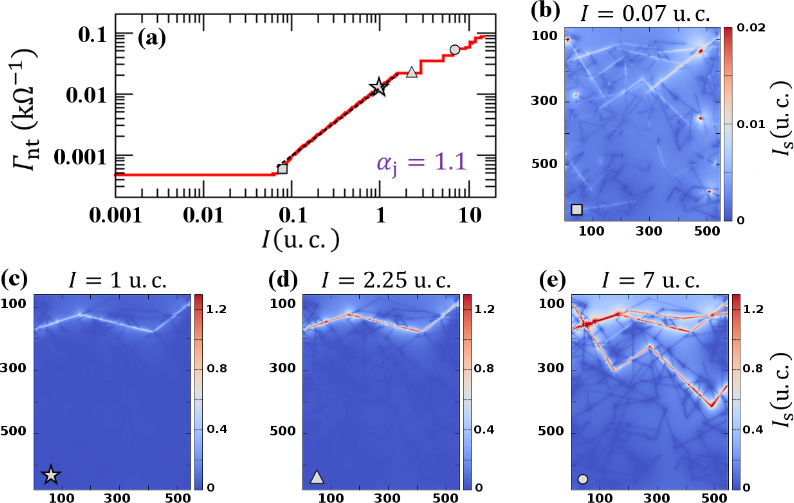 (a)
Γnt (kΩ⁻¹)
0.1
0.01
0.001
αj = 1.1
0.001 0.01 0.1 1 10
I (u. c.)
(b) I = 0.07 u. c.
100
300
500
100 300 500
0.02
0.01
0
Is (u. c.)
(c) I = 1 u. c.
100
300
500
100 300 500
1.2
0.8
0.4
0
(d) I = 2.25 u. c.
100
300
500
100 300 500
1.2
0.8
0.4
0
(e) I = 7 u. c.
100
300
500
100 300 500
1.2
0.8
0.4
0
Is (u. c.)